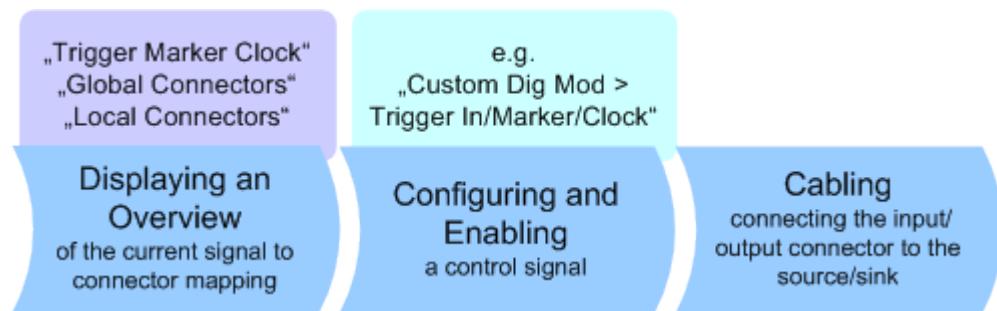 „Trigger Marker Clock“
„Global Connectors“
„Local Connectors“
Displaying an
Overview
of the current signal to
connector mapping
e.g.
„Custom Dig Mod >
Trigger In/Marker/Clock“
Configuring and
Enabling
a control signal
Cabling
connecting the input/
output connector to the
source/sink